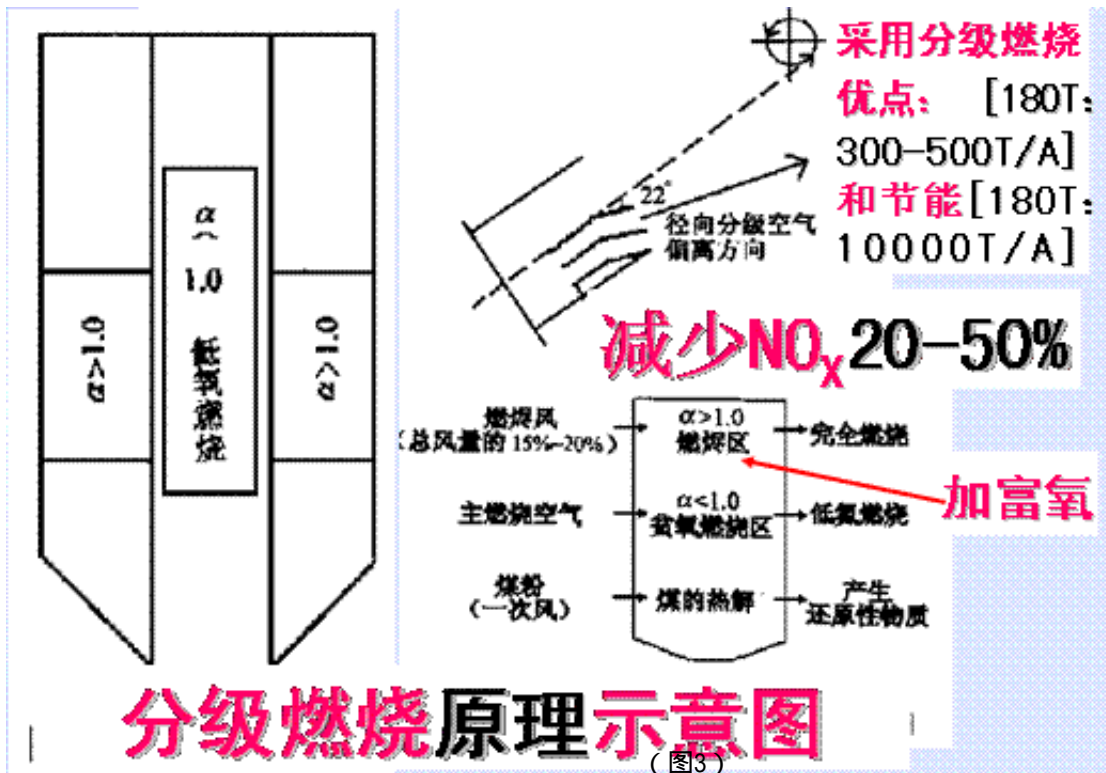 采用分级燃烧
优点： [180T：
300-500T/A]
和节能[180T：
10000T/A]
22°
径向分级空气
偏离方向
α>1.0
α〈1.0 低氧燃烧
α>1.0
减少NOX20-50%
燃烬风
（总风量的15%-20%）
α>1.0
燃烬区
完全燃烧
加富氧
主燃烧空气
α<1.0
贫氧燃烧区
低氮燃烧
煤粉
（一次风）
煤的热解
产生
还原性物质
分级燃烧原理示意图
（图3）